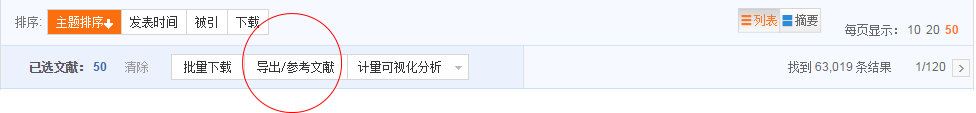 排序: 主题排序 发表时间 被引 下载 列表 摘要 每页显示: 10 20 50
已选文献: 50 清除 批量下载 导出/参考文献 计量可视化分析 找到 63,019 条结果 1/120